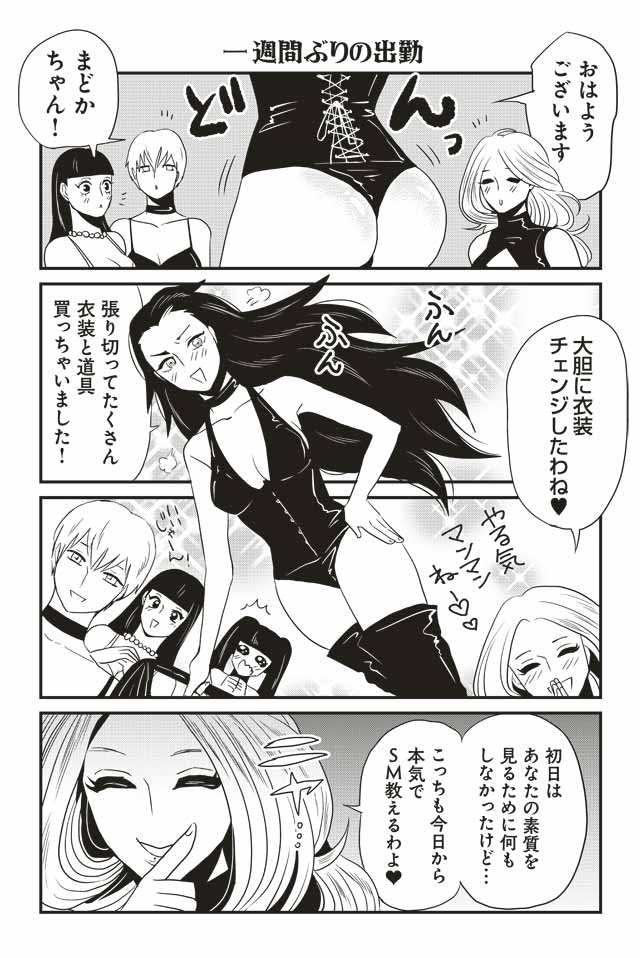 一週間ぶりの出勤
おはよう
ございます
どんっ
まどか
ちゃん！
大胆に衣装
チェンジしたわね♥
ふん
ふん
張り切ってたくさん
衣装と道具
買っちゃいました！
やる気
マンマン
ねー♡♡
いいじゃーん
初日は
あなたの素質を
見るために何も
しなかったけど…
こっちも今日から
本気で
SM教えるわよ♥